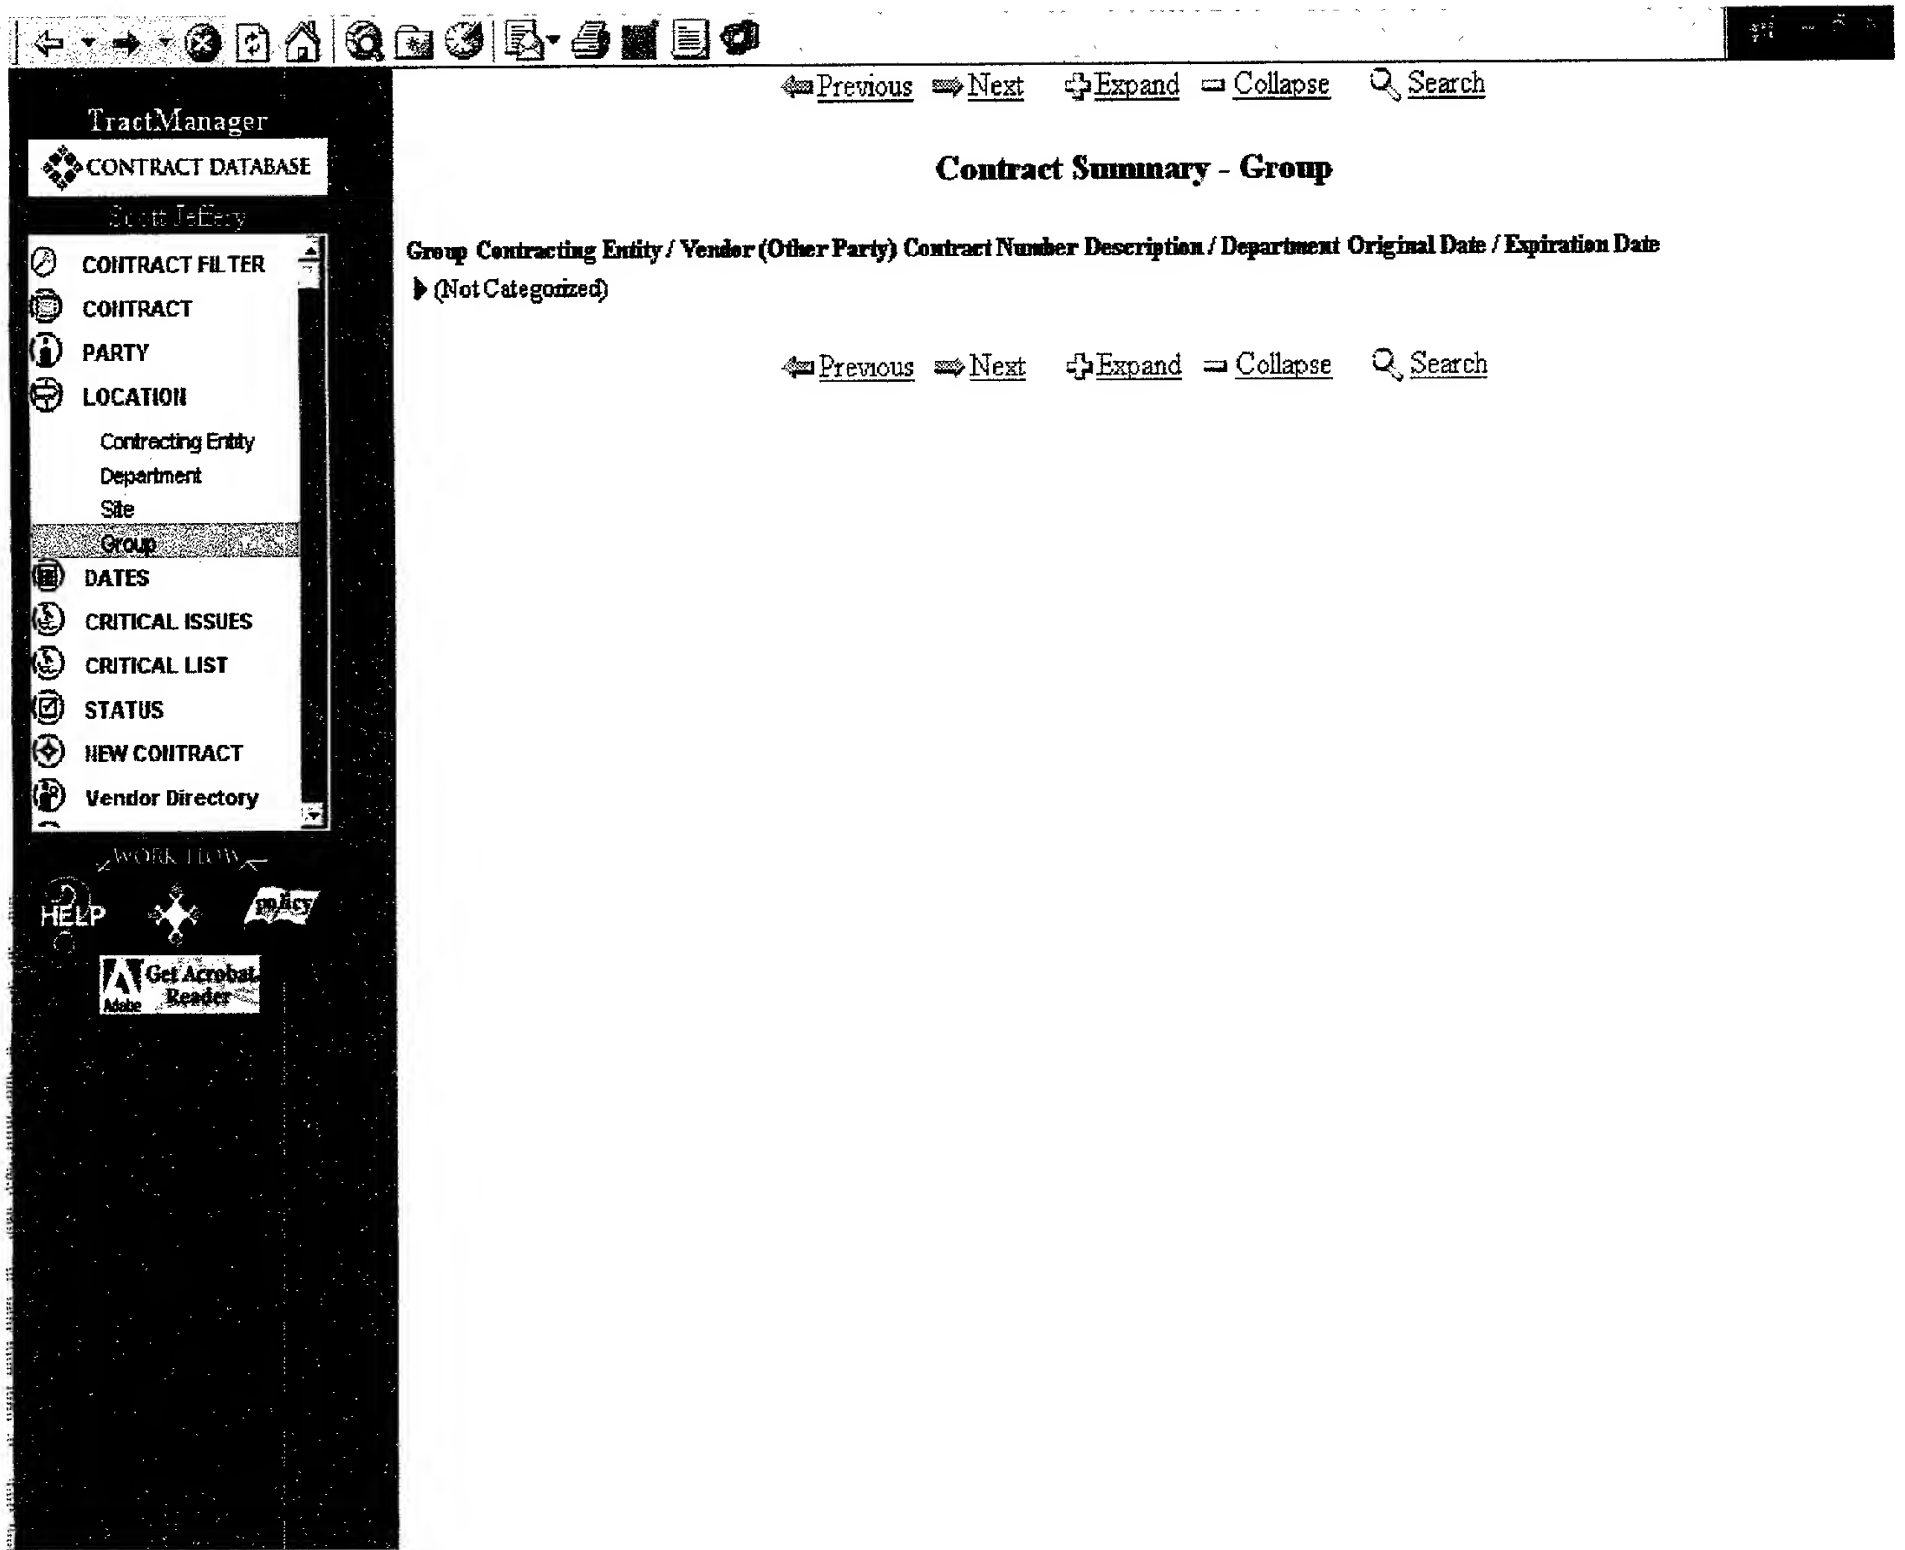 Previous Next Expand Collapse Search
TractManager
CONTRACT DATABASE
Scott Jeffery
CONTRACT FILTER
CONTRACT
PARTY
LOCATION
Contracting Entity
Department
Site
Group
DATES
CRITICAL ISSUES
CRITICAL LIST
STATUS
NEW CONTRACT
Vendor Directory
WORK FLOW
HELP
policy
Get Acrobat
Adobe Reader
Contract Summary - Group
Group Contracting Entity / Vendor (Other Party) Contract Number Description / Department Original Date / Expiration Date
(Not Categorized)
Previous Next Expand Collapse Search